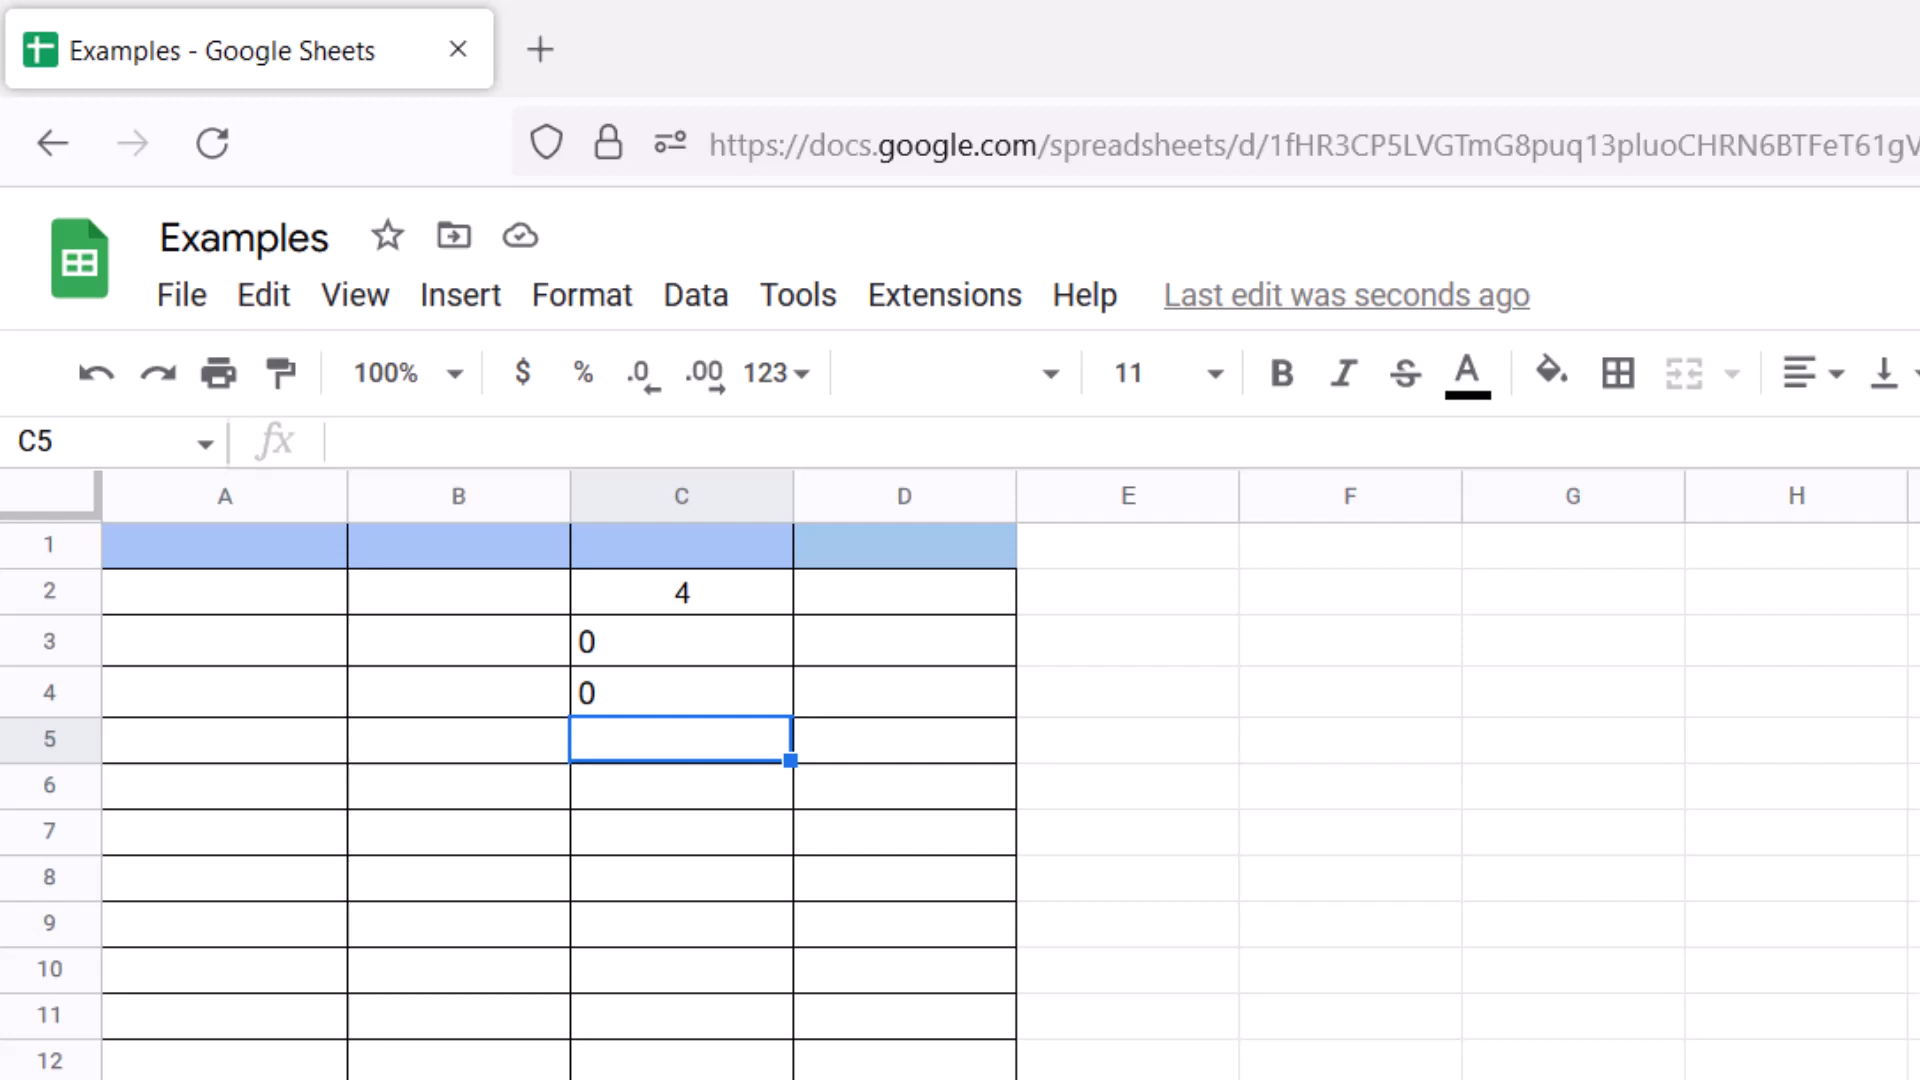 Examples - Google Sheets
https://docs.google.com/spreadsheets/d/1fHR3CP5LVGTmG8puq13pluoCHRN6BTFeT61gV
Examples
File Edit View Insert Format Data Tools Extensions Help Last edit was seconds ago
100% $ % .0 .00 123 11 B I S A
C5 fx
A B C D E F G H
1
2 4
3 0
4 0
5
6
7
8
9
10
11
12